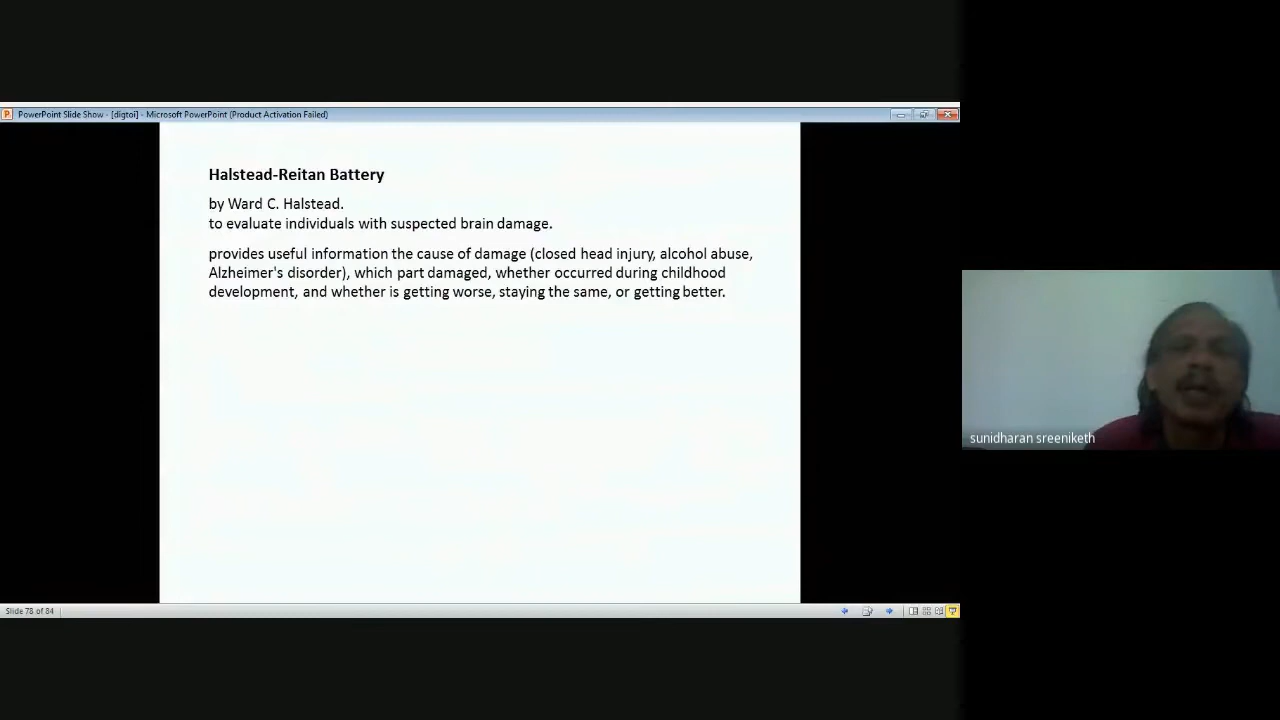 PowerPoint Slide Show - [digtoi] - Microsoft PowerPoint (Product Activation Failed)
Halstead-Reitan Battery
by Ward C. Halstead.
to evaluate individuals with suspected brain damage.
provides useful information the cause of damage (closed head injury, alcohol abuse,
Alzheimer's disorder), which part damaged, whether occurred during childhood
development, and whether is getting worse, staying the same, or getting better.
sunidharan sreeniketh
Slide 78 of 84